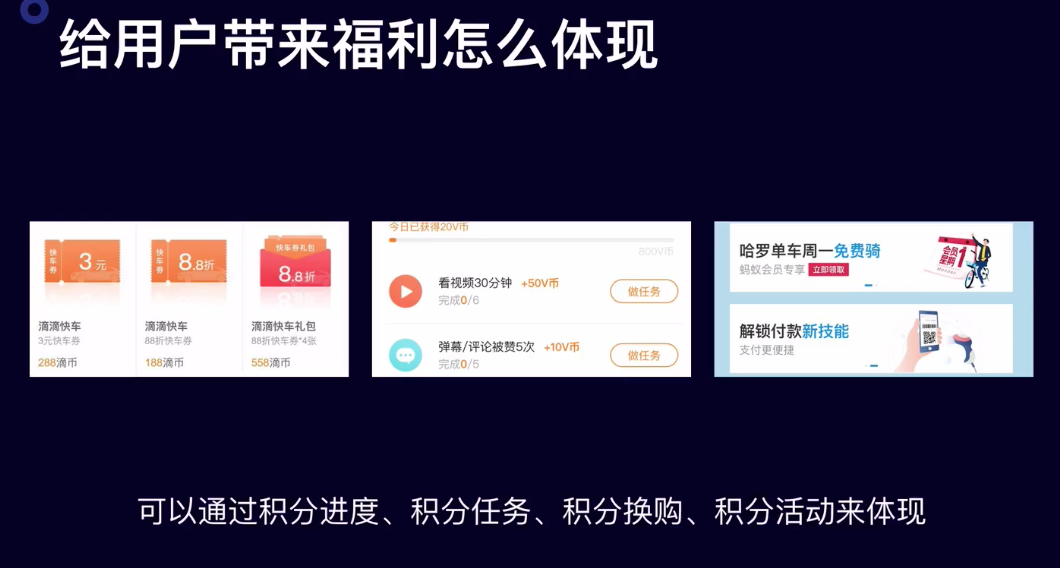 给用户带来福利怎么体现
快车券
3元
滴滴快车
3元快车券
288滴币
快车券
8.8折
滴滴快车
88折快车券
188滴币
快车券礼包
8.8折
滴滴快车礼包
88折快车券*4张
558滴币
今日已获得20V币
800V币
看视频30分钟 +50V币
完成0/6
做任务
弹幕/评论被赞5次 +10V币
完成0/5
做任务
哈罗单车周一免费骑
蚂蚁会员专享 立即领取
会员
星期1
解锁付款新技能
支付更便捷
可以通过积分进度、积分任务、积分换购、积分活动来体现